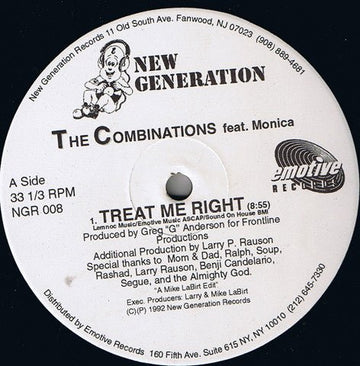 New Generation Records 11 Old South Ave. Fanwood, NJ 07023 (908) 889-4681
NEW
GENERATION
THE COMBINATIONS feat. Monica
emotive
RECORDS
A Side
33 1/3 RPM
NGR 008
1. TREAT ME RIGHT (8:55)
Lemnoc Music/Emotive Music ASCAP/Sound On House BMI
Produced by Greg "G" Anderson for Frontline
Productions
Additional Production by Larry P. Rauson
Special thanks to Mom & Dad, Ralph, Soup,
Rashad, Larry Rauson, Benji Candelario,
Segue, and the Almighty God.
"A Mike LaBirt Edit"
Exec. Producers: Larry & Mike LaBirt
(C)(P) 1992 New Generation Records
Distributed by Emotive Records 160 Fifth Ave. Suite 615 NY, NY 10010 (212) 645-7330